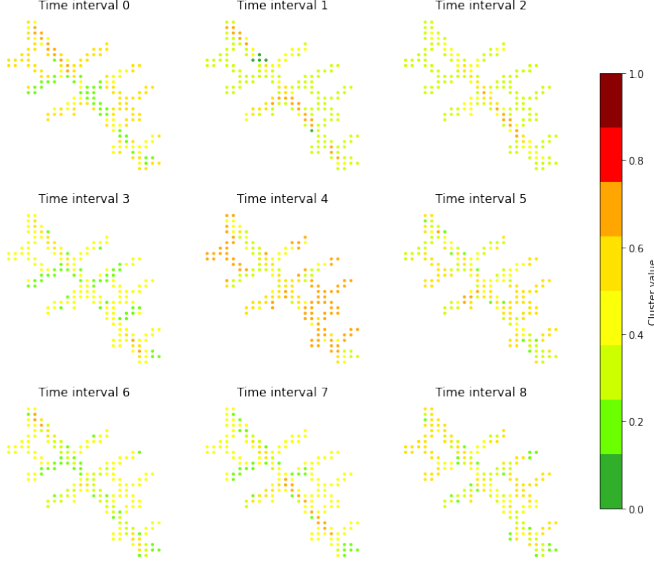 Time interval 0
Time interval 1
Time interval 2
Time interval 3
Time interval 4
Time interval 5
Time interval 6
Time interval 7
Time interval 8
1.0
0.8
0.6
0.4
0.2
0.0
Cluster value